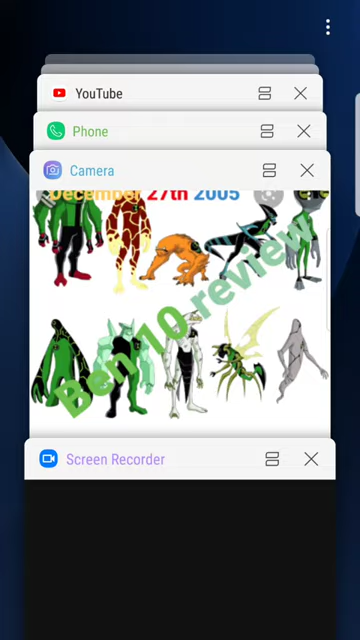 YouTube
Phone
Camera
December 27th 2005
Ben 10 review
Screen Recorder